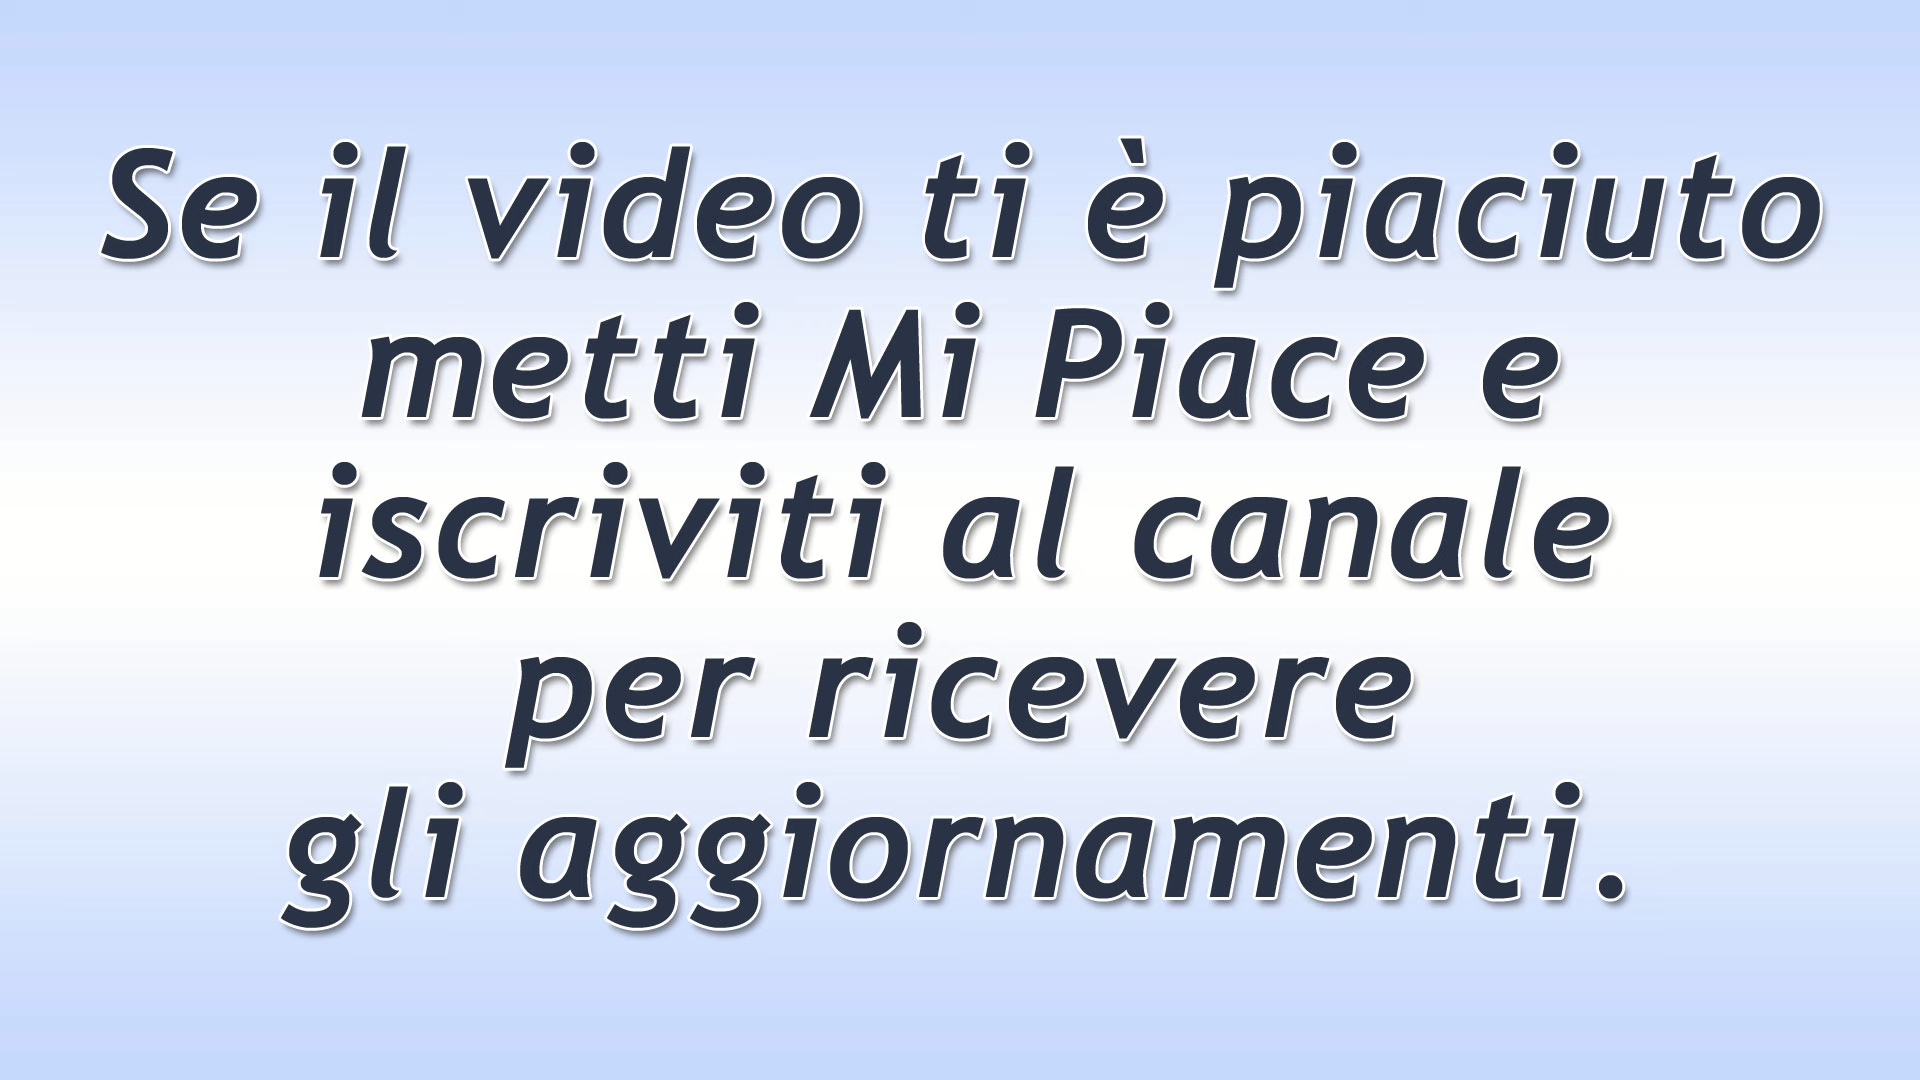 Se il video ti è piaciuto
metti Mi Piace e
iscriviti al canale
per ricevere
gli aggiornamenti.